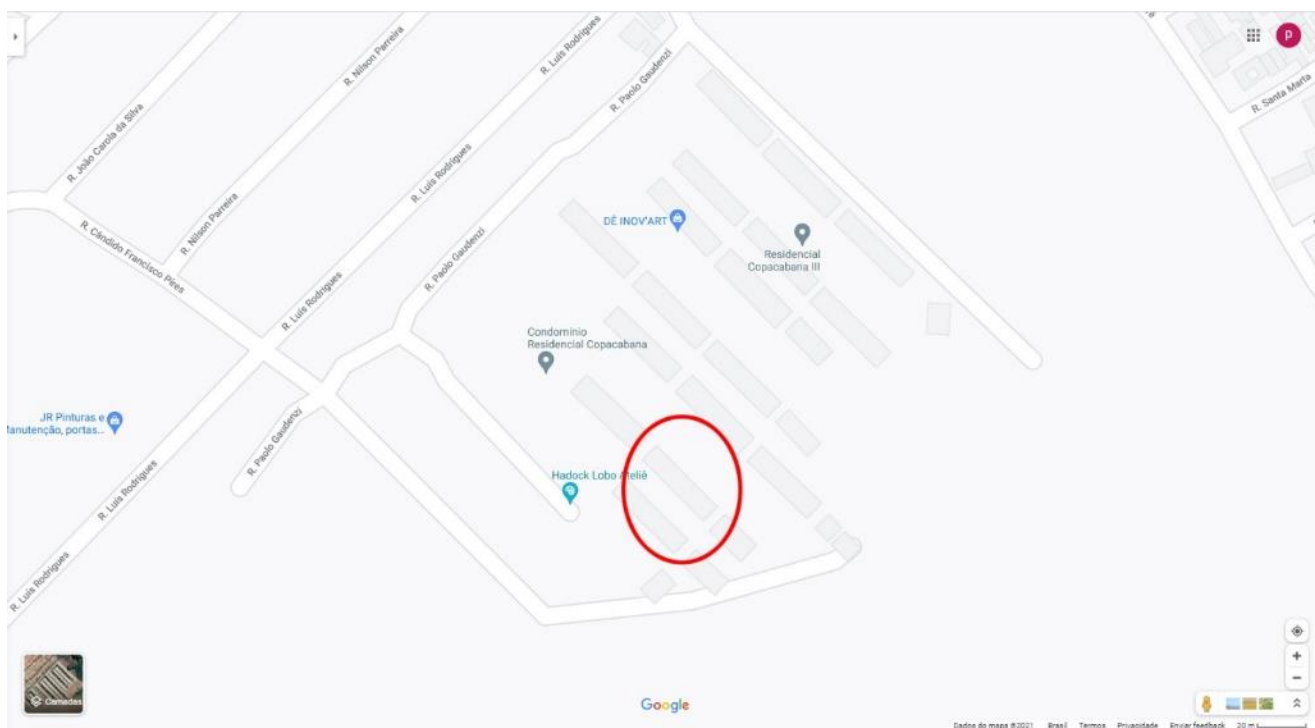 R. João Carola da Silva
R. Nilson Parreira
R. Luís Rodrigues
R. Paolo Gaudenzi
P
R. Santa Marta
R. Luís Rodrigues
R. Nilson Parreira
R. Cândido Francisco Pires
R. Paolo Gaudenzi
DÊ INOV'ART
Residencial
Copacabana III
R. Luís Rodrigues
Condomínio
Residencial Copacabana
JR Pinturas e
Manutenção, portas...
R. Paolo Gaudenzi
Hadock Lobo Ateliê
R. Luís Rodrigues
R. Luís Rodrigues
Camadas
Google
Dados do mapa ©2021 Brasil Termos Privacidade Enviar feedback 20 m